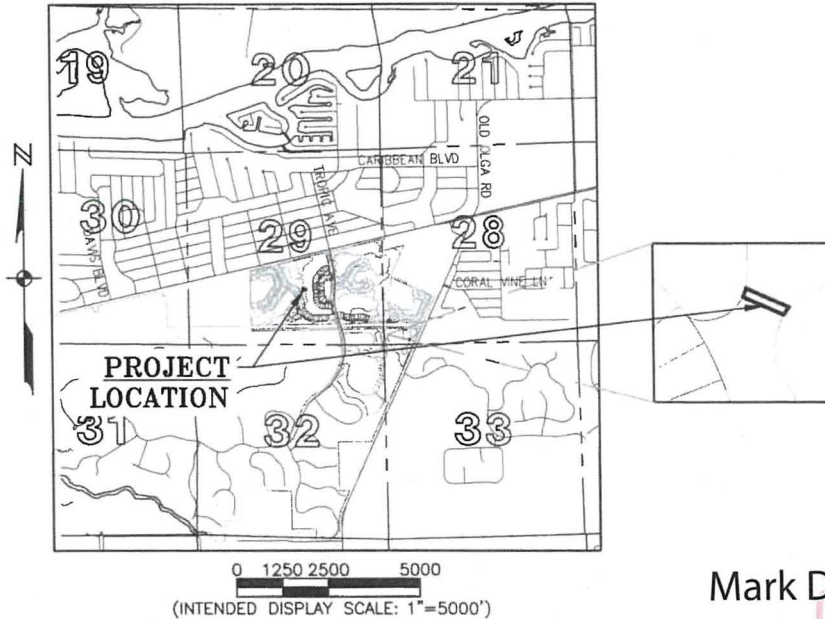 19 20 21
OLD OLGA RD
CARIBBEAN BLVD
TROPIC AVE
30 29 28
DAVIS BLVD
N
CORAL VINE LN
PROJECT
LOCATION
31 32 33
0 1250 2500 5000
(INTENDED DISPLAY SCALE: 1"=5000')
Mark D